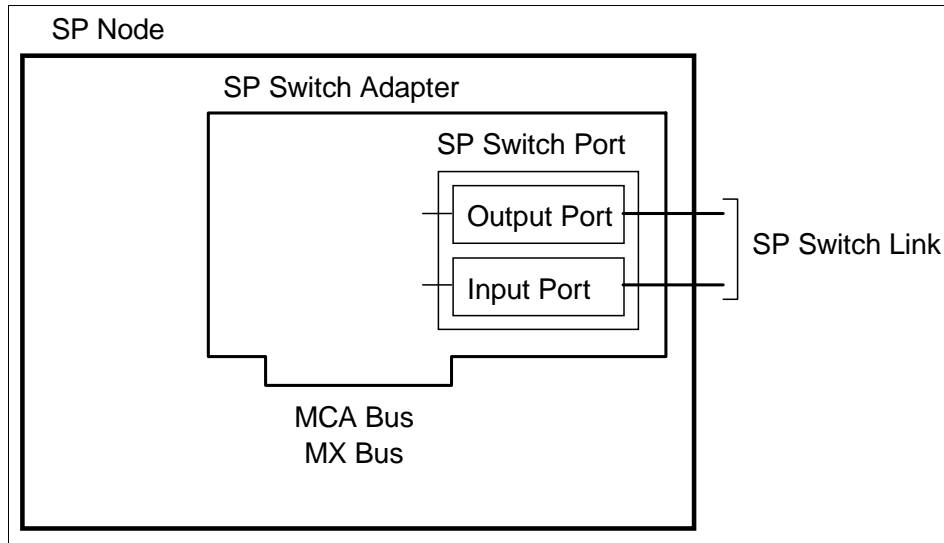 SP Node
SP Switch Adapter
SP Switch Port
Output Port
SP Switch Link
Input Port
MCA Bus
MX Bus